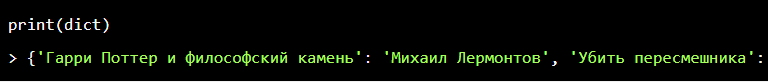 print(dict)
> {'Гарри Поттер и философский камень': 'Михаил Лермонтов', 'Убить пересмешника':